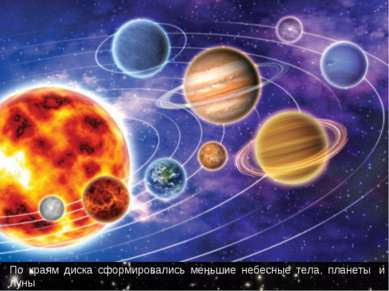 По краям диска сформировались меньшие небесные тела, планеты и
луны